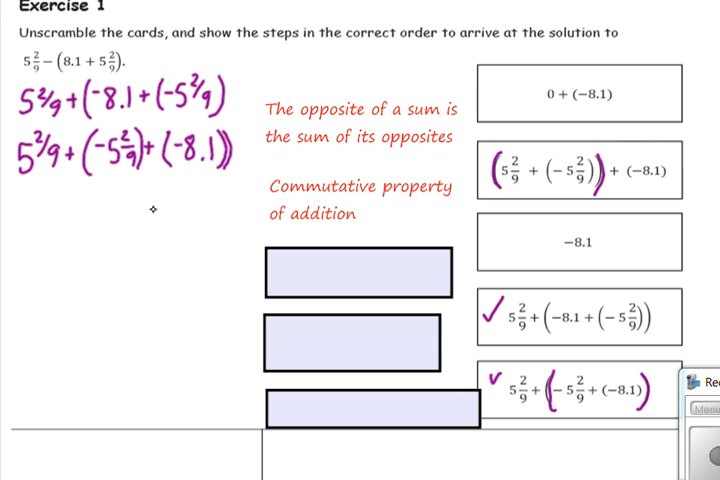 Exercise 1
Unscramble the cards, and show the steps in the correct order to arrive at the solution to
5 2/9 − (8.1 + 5 2/9).
5 2/9 + (-8.1 + (-5 2/9)
5 2/9 + (-5 2/9) + (-8.1))
The opposite of a sum is
the sum of its opposites
Commutative property
of addition
0 + (−8.1)
(5 2/9 + (−5 2/9)) + (−8.1)
−8.1
✓ 5 2/9 + (−8.1 + (−5 2/9))
✓ 5 2/9 + (−5 2/9 + (−8.1))
Re
Menu